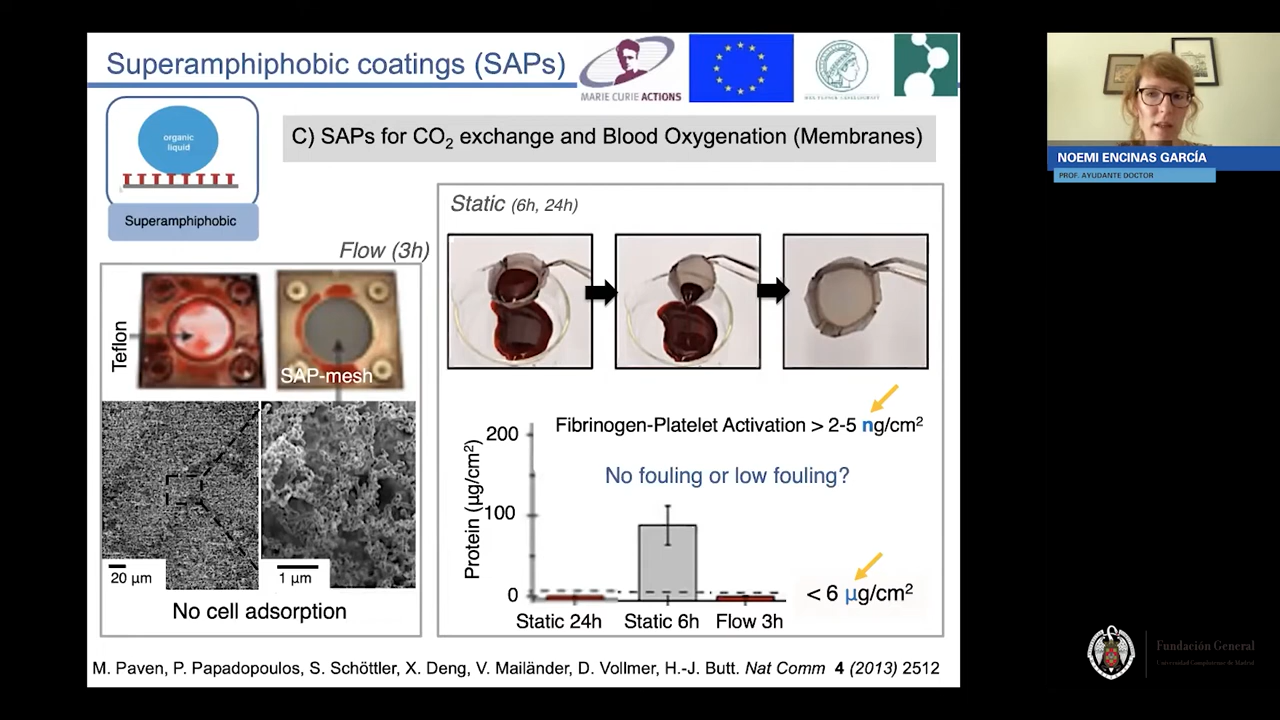 Superamphiphobic coatings (SAPs)
MARIE CURIE ACTIONS
organic
liquid
Superamphiphobic
C) SAPs for CO₂ exchange and Blood Oxygenation (Membranes)
Flow (3h)
Teflon
SAP-mesh
20 µm
1 µm
No cell adsorption
Static (6h, 24h)
Fibrinogen-Platelet Activation > 2-5 ng/cm²
No fouling or low fouling?
Protein (µg/cm²)
200
100
0
< 6 µg/cm²
Static 24h
Static 6h
Flow 3h
M. Paven, P. Papadopoulos, S. Schöttler, X. Deng, V. Mailänder, D. Vollmer, H.-J. Butt. Nat Comm 4 (2013) 2512
NOEMI ENCINAS GARCÍA
PROF. AYUDANTE DOCTOR
Fundación General
Universidad Complutense de Madrid